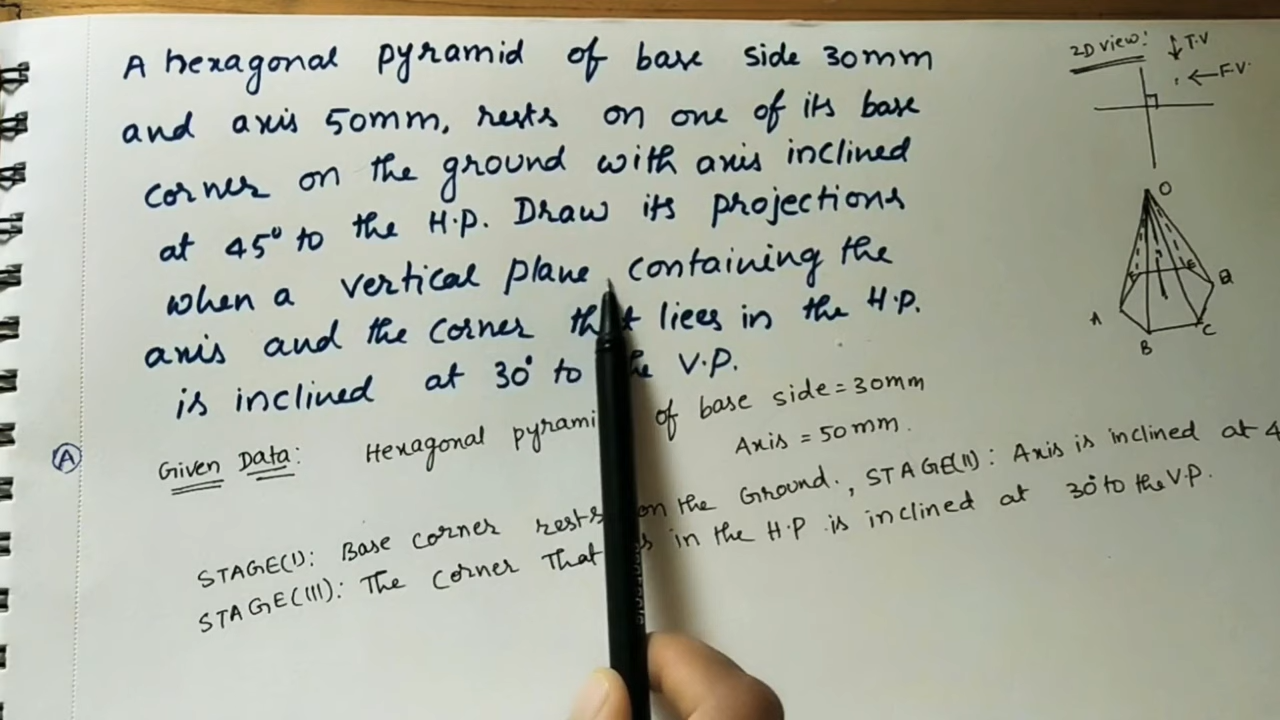 A hexagonal pyramid of base side 30mm
and axis 50mm, rests on one of its base
corner on the ground with axis inclined
at 45° to the H.P. Draw its projections
when a vertical plane containing the
axis and the corner that liees in the H.P.
is inclined at 30° to the V.P.
A
Given Data: Hexagonal pyrami of base side = 30mm
Axis = 50mm.
STAGE(I): Base corner rests on the Ground., STAGE(II): Axis is inclined at 4
STAGE(III): The corner That in the H.P is inclined at 30° to the V.P.
2D view:
T.V
F.V.
O
A
B
C